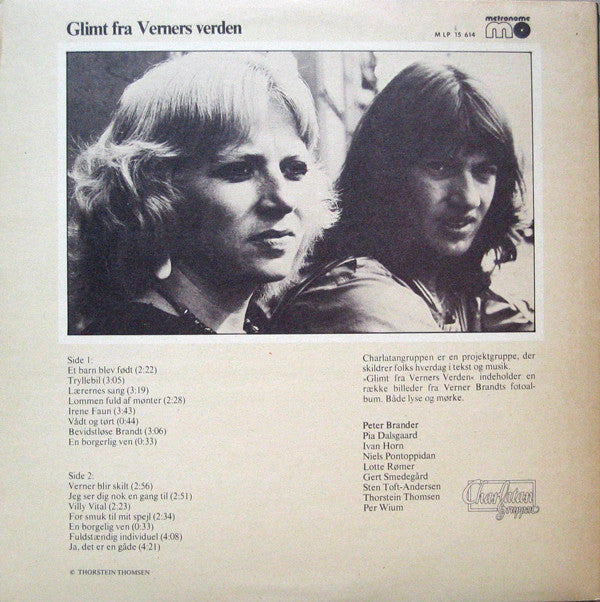 Glimt fra Verners verden
M LP 15 614
metronome
Side 1:
Et barn blev født (2:22)
Tryllebil (3:05)
Lærernes sang (3:19)
Lommen fuld af mønter (2:28)
Irene Faun (3:43)
Vådt og tørt (0:44)
Bevidstløse Brandt (3:06)
En borgerlig ven (0:33)
Side 2:
Verner blir skilt (2:56)
Jeg ser dig nok en gang til (2:51)
Villy Vital (2:23)
For smuk til mit spejl (2:34)
En borgelig ven (0:33)
Fuldstændig individuel (4:08)
Ja, det er en gåde (4:21)
© THORSTEIN THOMSEN
Charlatangruppen er en projektgruppe, der
skildrer folks hverdag i tekst og musik.
»Glimt fra Verners Verden« indeholder en
række billeder fra Verner Brandts fotoal-
bum. Både lyse og mørke.
Peter Brander
Pia Dalsgaard
Ivan Horn
Niels Pontoppidan
Lotte Rømer
Gert Smedegård
Sten Toft-Andersen
Thorstein Thomsen
Per Wium
Charlatan
Gruppen